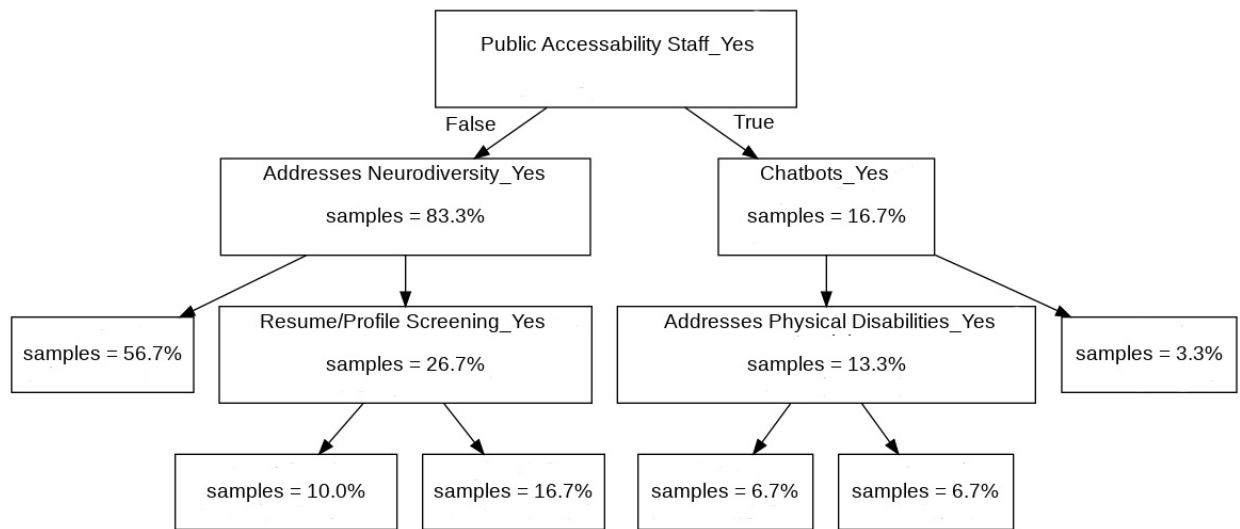 Public Accessability Staff_Yes
False
True
Addresses Neurodiversity_Yes
samples = 83.3%
Chatbots_Yes
samples = 16.7%
samples = 56.7%
Resume/Profile Screening_Yes
samples = 26.7%
Addresses Physical Disabilities_Yes
samples = 13.3%
samples = 3.3%
samples = 10.0%
samples = 16.7%
samples = 6.7%
samples = 6.7%